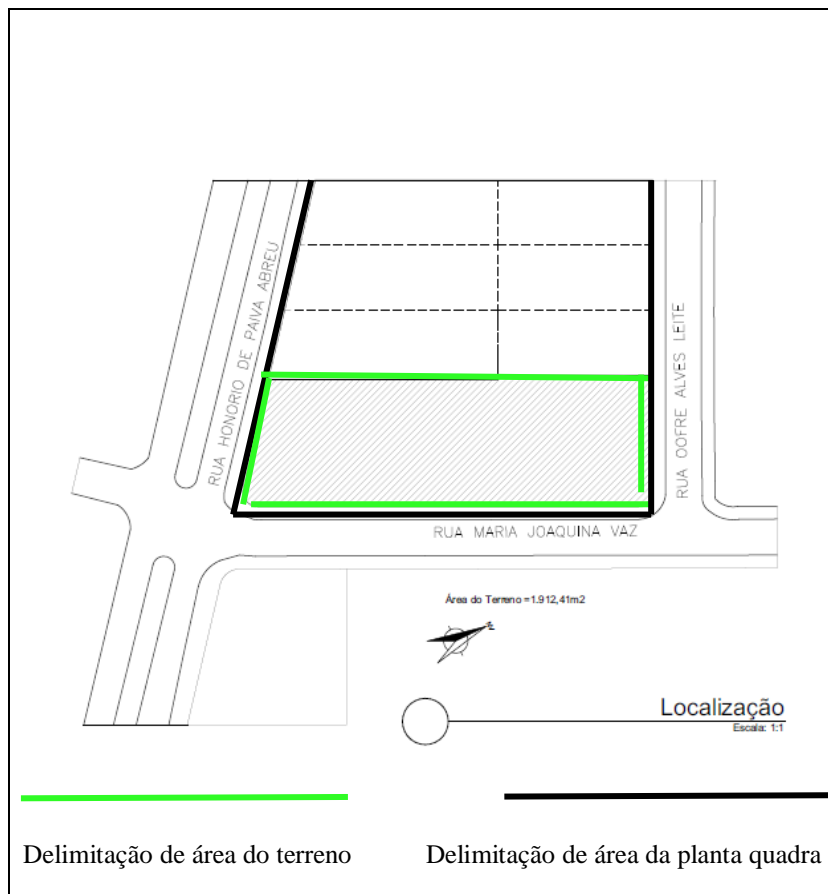 RUA HONORIO DE PAIVA ABREU
RUA OOFRE ALVES LEITE
RUA MARIA JOAQUINA VAZ
Área do Terreno =1.912,41m2
Localização
Escala: 1:1
Delimitação de área do terreno
Delimitação de área da planta quadra